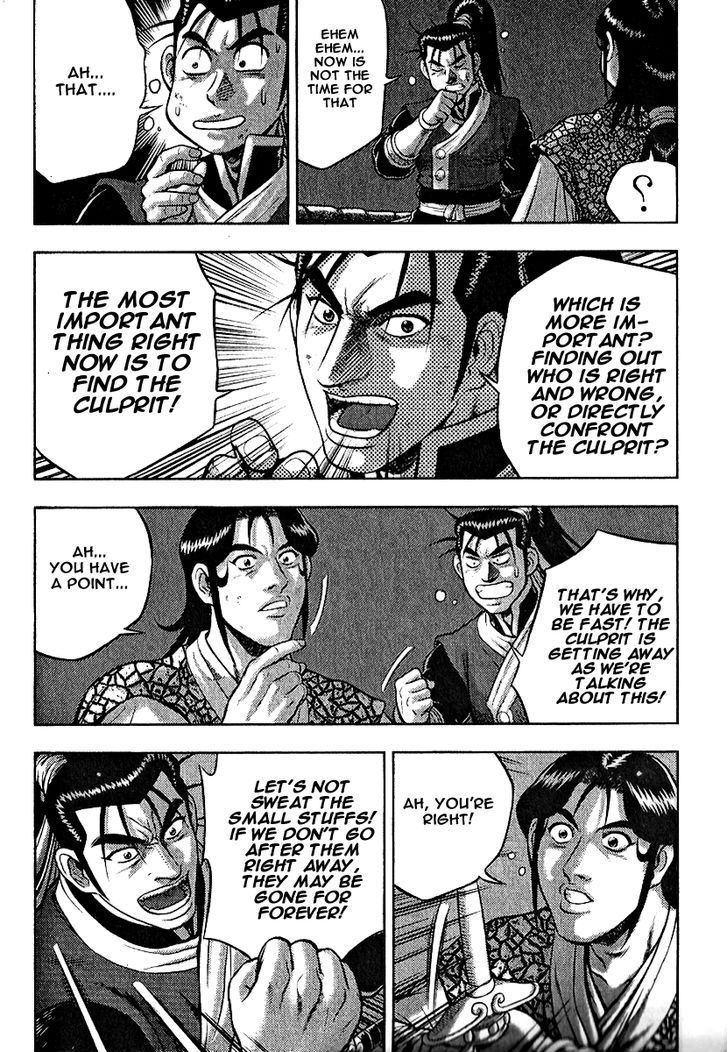 AH...
THAT....
EHEM
EHEM...
NOW IS
NOT THE
TIME FOR
THAT
?
THE MOST
IMPORTANT
THING RIGHT
NOW IS TO
FIND THE
CULPRIT!
WHICH IS
MORE IM-
PORTANT?
FINDING OUT
WHO IS RIGHT
AND WRONG,
OR DIRECTLY
CONFRONT
THE CULPRIT?
AH...
YOU HAVE
A POINT...
THAT'S WHY,
WE HAVE TO
BE FAST! THE
CULPRIT IS
GETTING AWAY
AS WE'RE
TALKING
ABOUT THIS!
LET'S NOT
SWEAT THE
SMALL STUFFS!
IF WE DON'T GO
AFTER THEM
RIGHT AWAY,
THEY MAY BE
GONE FOR
FOREVER!
AH, YOU'RE
RIGHT!